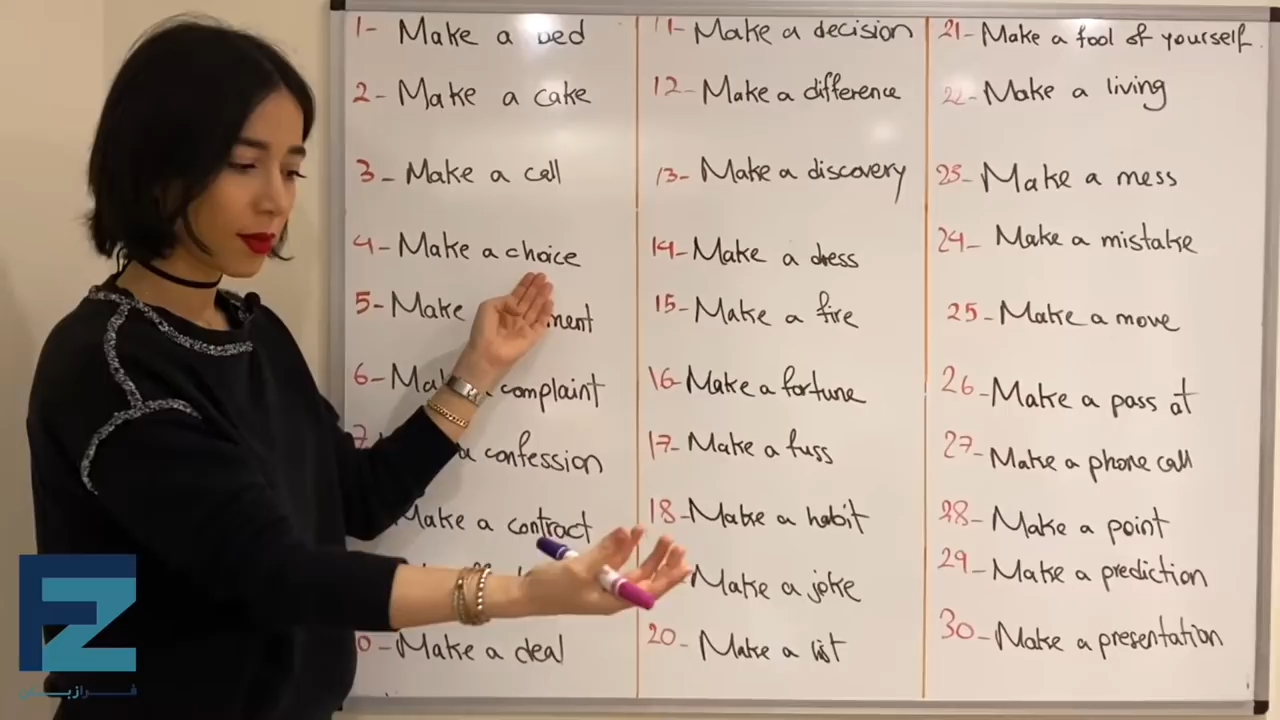 1- Make a bed
2- Make a cake
3- Make a call
4- Make a choice
5- Make
6- a complaint
7 a confession
Make a contract
0- Make a deal
11- Make a decision
12- Make a difference
13- Make a discovery
14- Make a dress
15- Make a fire
16- Make a fortune
17- Make a fuss
18- Make a habit
Make a joke
20- Make a list
21- Make a fool of yourself.
22- Make a living
23- Make a mess
24- Make a mistake
25- Make a move
26- Make a pass at
27- Make a phone call
28- Make a point
29- Make a prediction
30- Make a presentation
FZ